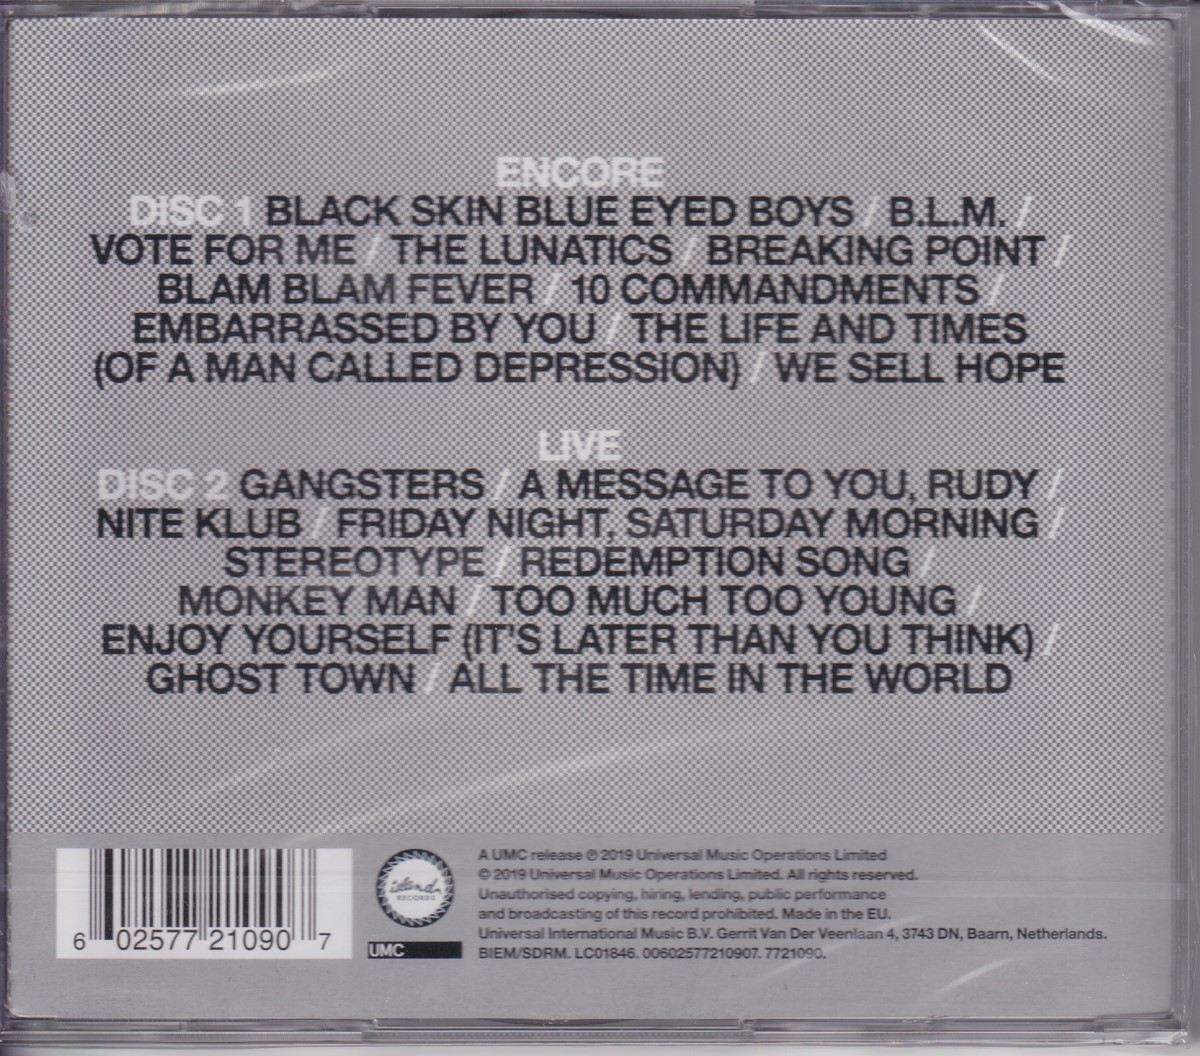 ENCORE
DISC 1 BLACK SKIN BLUE EYED BOYS / B.L.M. /
VOTE FOR ME / THE LUNATICS / BREAKING POINT /
BLAM BLAM FEVER / 10 COMMANDMENTS /
EMBARRASSED BY YOU / THE LIFE AND TIMES
(OF A MAN CALLED DEPRESSION) / WE SELL HOPE
LIVE
DISC 2 GANGSTERS / A MESSAGE TO YOU, RUDY /
NITE KLUB / FRIDAY NIGHT, SATURDAY MORNING /
STEREOTYPE / REDEMPTION SONG /
MONKEY MAN / TOO MUCH TOO YOUNG /
ENJOY YOURSELF (IT'S LATER THAN YOU THINK) /
GHOST TOWN / ALL THE TIME IN THE WORLD
6 02577 21090 7
island
RECORDS
UMC
A UMC release ℗ 2019 Universal Music Operations Limited
© 2019 Universal Music Operations Limited. All rights reserved.
Unauthorised copying, hiring, lending, public performance
and broadcasting of this record prohibited. Made in the EU.
Universal International Music B.V. Gerrit Van Der Veenlaan 4, 3743 DN, Baarn, Netherlands.
BIEM/SDRM. LC01846. 00602577210907. 7721090.